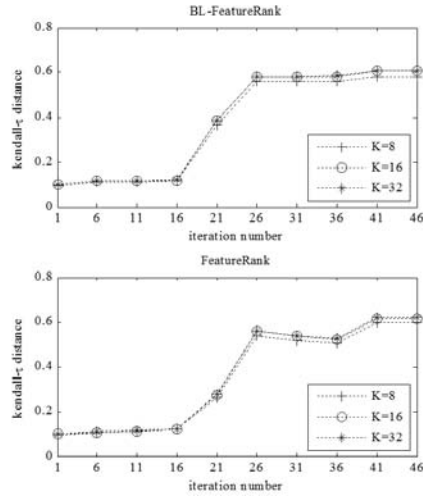 BL-FeatureRank
0.8
0.6
0.4
0.2
0
kendall-τ distance
K=8
K=16
K=32
1 6 11 16 21 26 31 36 41 46
iteration number
FeatureRank
0.8
0.6
0.4
0.2
0
kendall-τ distance
K=8
K=16
K=32
1 6 11 16 21 26 31 36 41 46
iteration number